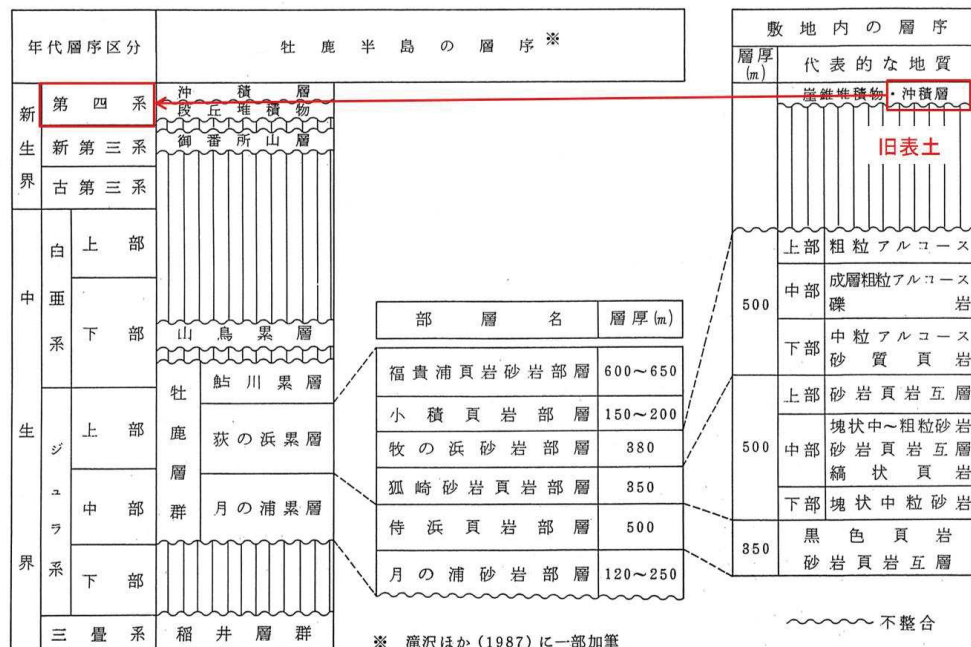 年代層序区分
牡鹿半島の層序※
敷地内の層序
層厚(m)
代表的な地質
新生界
第四系
沖積層
段丘堆積物
崖錐堆積物・沖積層
旧表土
新第三系
御番所山層
古第三系
中生界
白亜系
上部
下部
山鳥累層
ジュラ系
上部
中部
下部
牡鹿層群
鮎川累層
荻の浜累層
月の浦累層
三畳系
稲井層群
部層名
層厚(m)
福貴浦頁岩砂岩部層
600〜650
小積頁岩部層
150〜200
牧の浜砂岩部層
380
狐崎砂岩頁岩部層
350
侍浜頁岩部層
500
月の浦砂岩部層
120〜250
500
上部
粗粒アルコース
中部
成層粗粒アルコース
礫岩
下部
中粒アルコース
砂質頁岩
500
上部
砂岩頁岩互層
中部
塊状中〜粗粒砂岩
砂岩頁岩互層
縞状頁岩
下部
塊状中粒砂岩
350
黒色頁岩
砂岩頁岩互層
※ 滝沢ほか(1987)に一部加筆
不整合